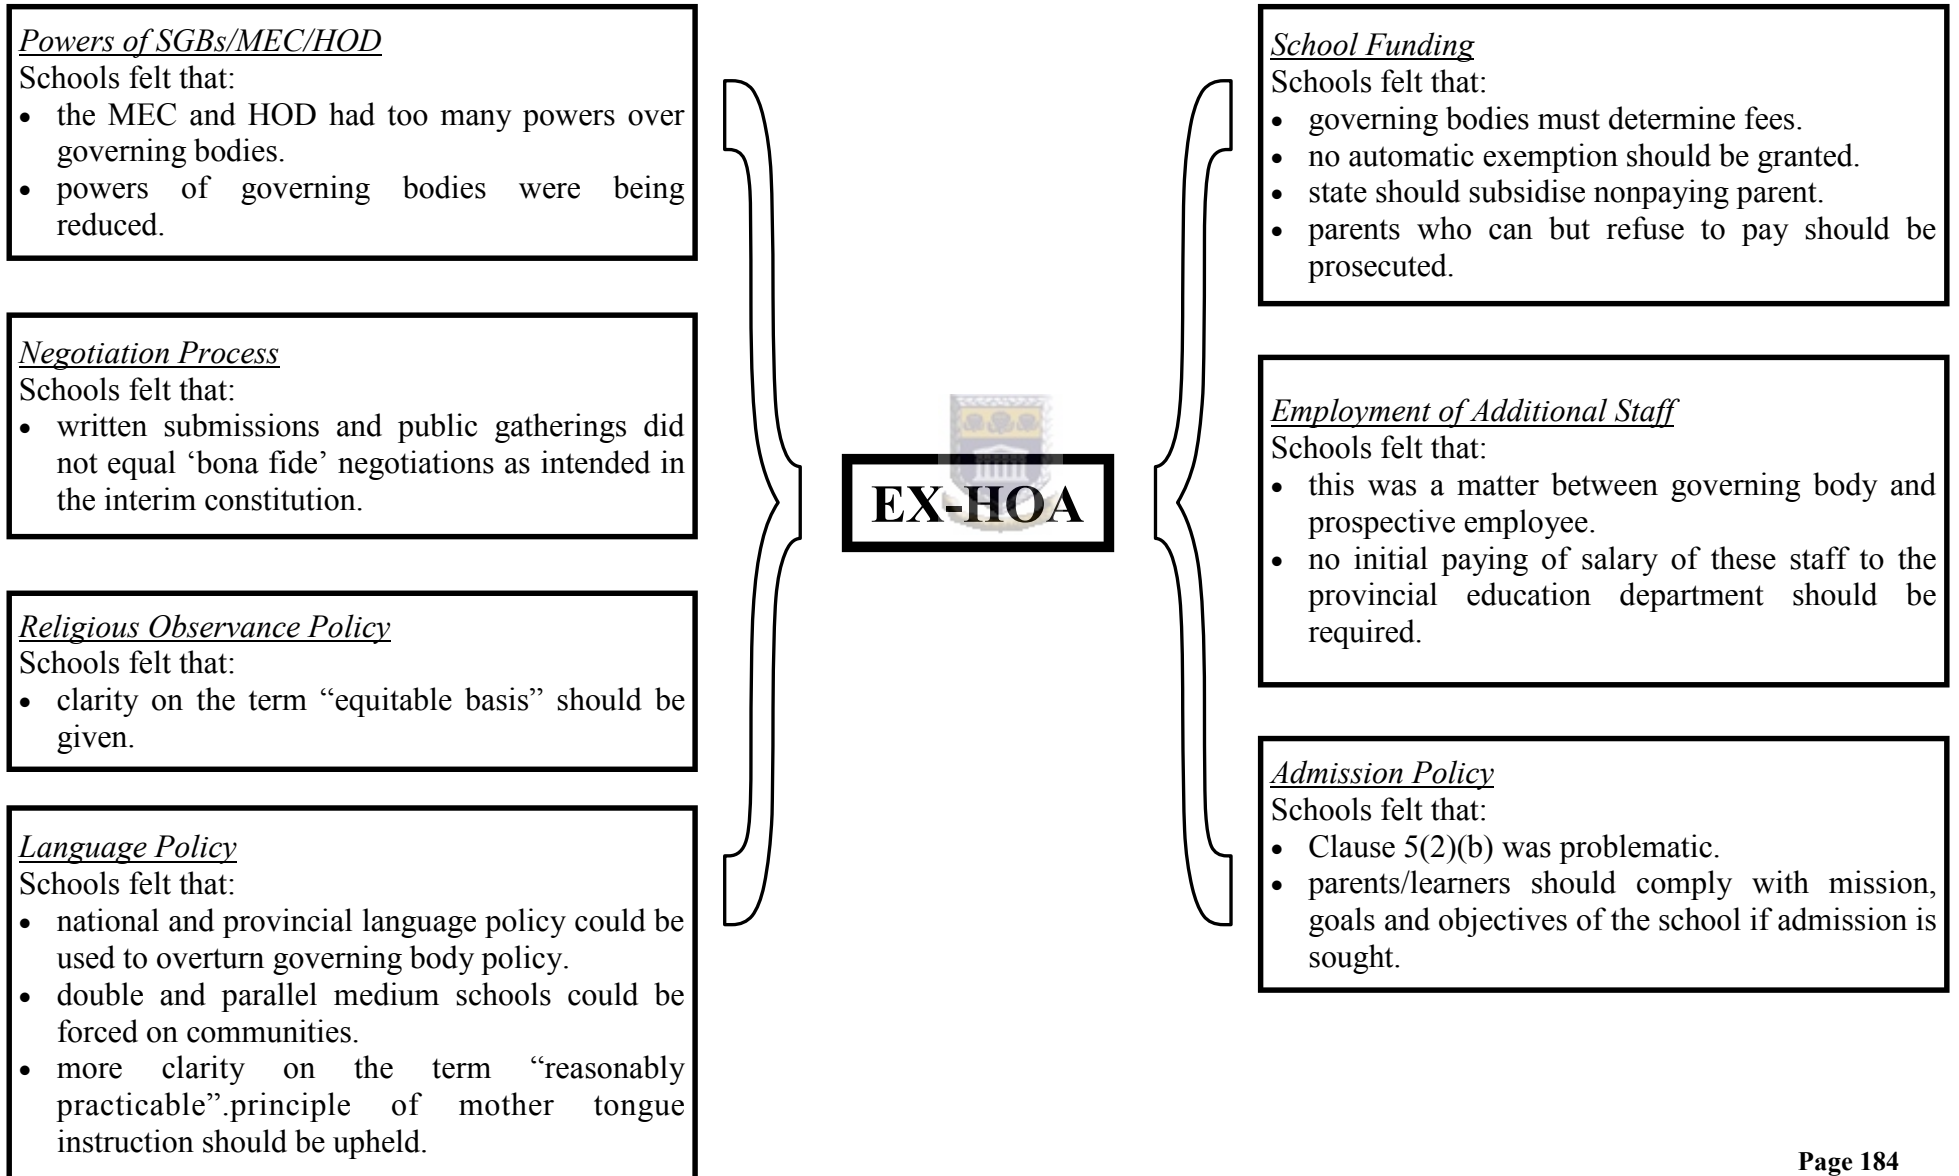 Powers of SGBs/MEC/HOD
Schools felt that:
• the MEC and HOD had too many powers over
governing bodies.
• powers of governing bodies were being
reduced.
Negotiation Process
Schools felt that:
• written submissions and public gatherings did
not equal ‘bona fide’ negotiations as intended in
the interim constitution.
Religious Observance Policy
Schools felt that:
• clarity on the term “equitable basis” should be
given.
Language Policy
Schools felt that:
• national and provincial language policy could be
used to overturn governing body policy.
• double and parallel medium schools could be
forced on communities.
• more clarity on the term “reasonably
practicable”.principle of mother tongue
instruction should be upheld.
EX-HOA
School Funding
Schools felt that:
• governing bodies must determine fees.
• no automatic exemption should be granted.
• state should subsidise nonpaying parent.
• parents who can but refuse to pay should be
prosecuted.
Employment of Additional Staff
Schools felt that:
• this was a matter between governing body and
prospective employee.
• no initial paying of salary of these staff to the
provincial education department should be
required.
Admission Policy
Schools felt that:
• Clause 5(2)(b) was problematic.
• parents/learners should comply with mission,
goals and objectives of the school if admission is
sought.
Page 184